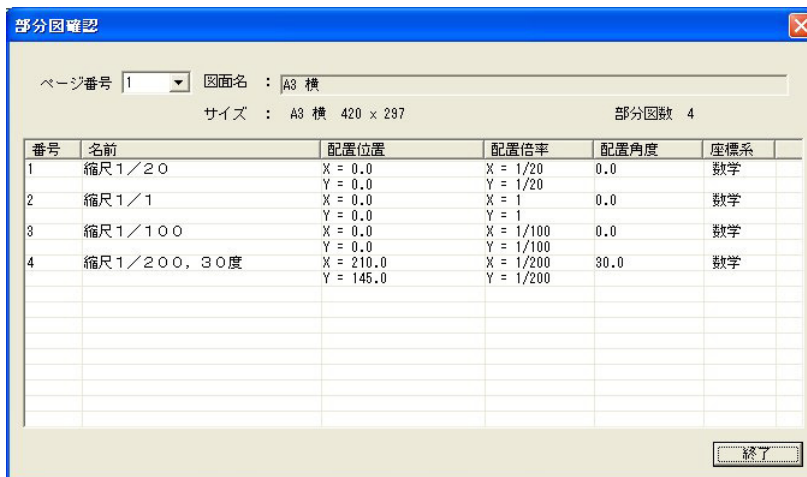 部分図確認
ページ番号 1 図面名 : A3 横
サイズ : A3 横 420 x 297 部分図数 4
番号 名前 配置位置 配置倍率 配置角度 座標系
1 縮尺１／２０ X = 0.0 X = 1/20 0.0 数学
Y = 0.0 Y = 1/20
2 縮尺１／１ X = 0.0 X = 1 0.0 数学
Y = 0.0 Y = 1
3 縮尺１／１００ X = 0.0 X = 1/100 0.0 数学
Y = 0.0 Y = 1/100
4 縮尺１／２００，３０度 X = 210.0 X = 1/200 30.0 数学
Y = 145.0 Y = 1/200
終了